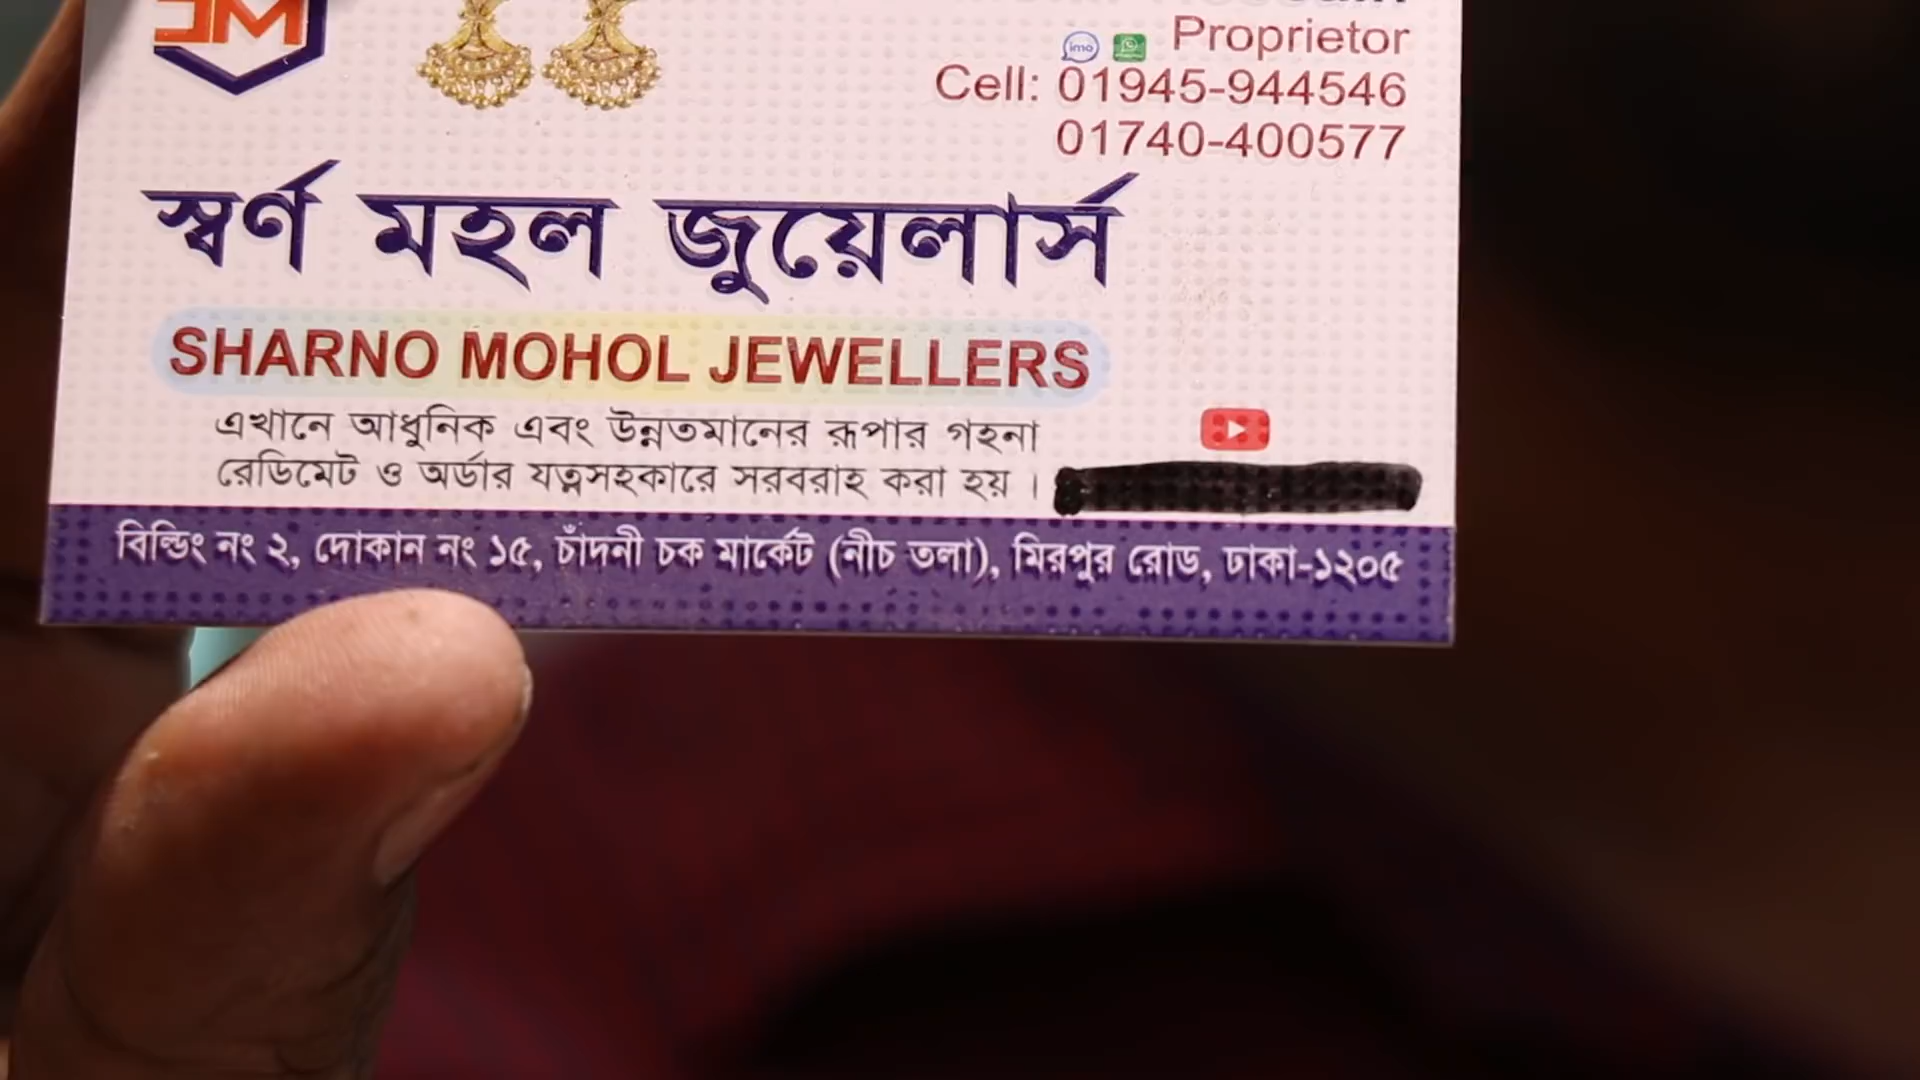 Proprietor
Cell: 01945-944546
01740-400577
স্বর্ণ মহল জুয়েলার্স
SHARNO MOHOL JEWELLERS
এখানে আধুনিক এবং উন্নতমানের রূপার গহনা
রেডিমেট ও অর্ডার যত্নসহকারে সরবরাহ করা হয় ।
বিল্ডিং নং ২, দোকান নং ১৫, চাঁদনী চক মার্কেট (নীচ তলা), মিরপুর রোড, ঢাকা-১২০৫